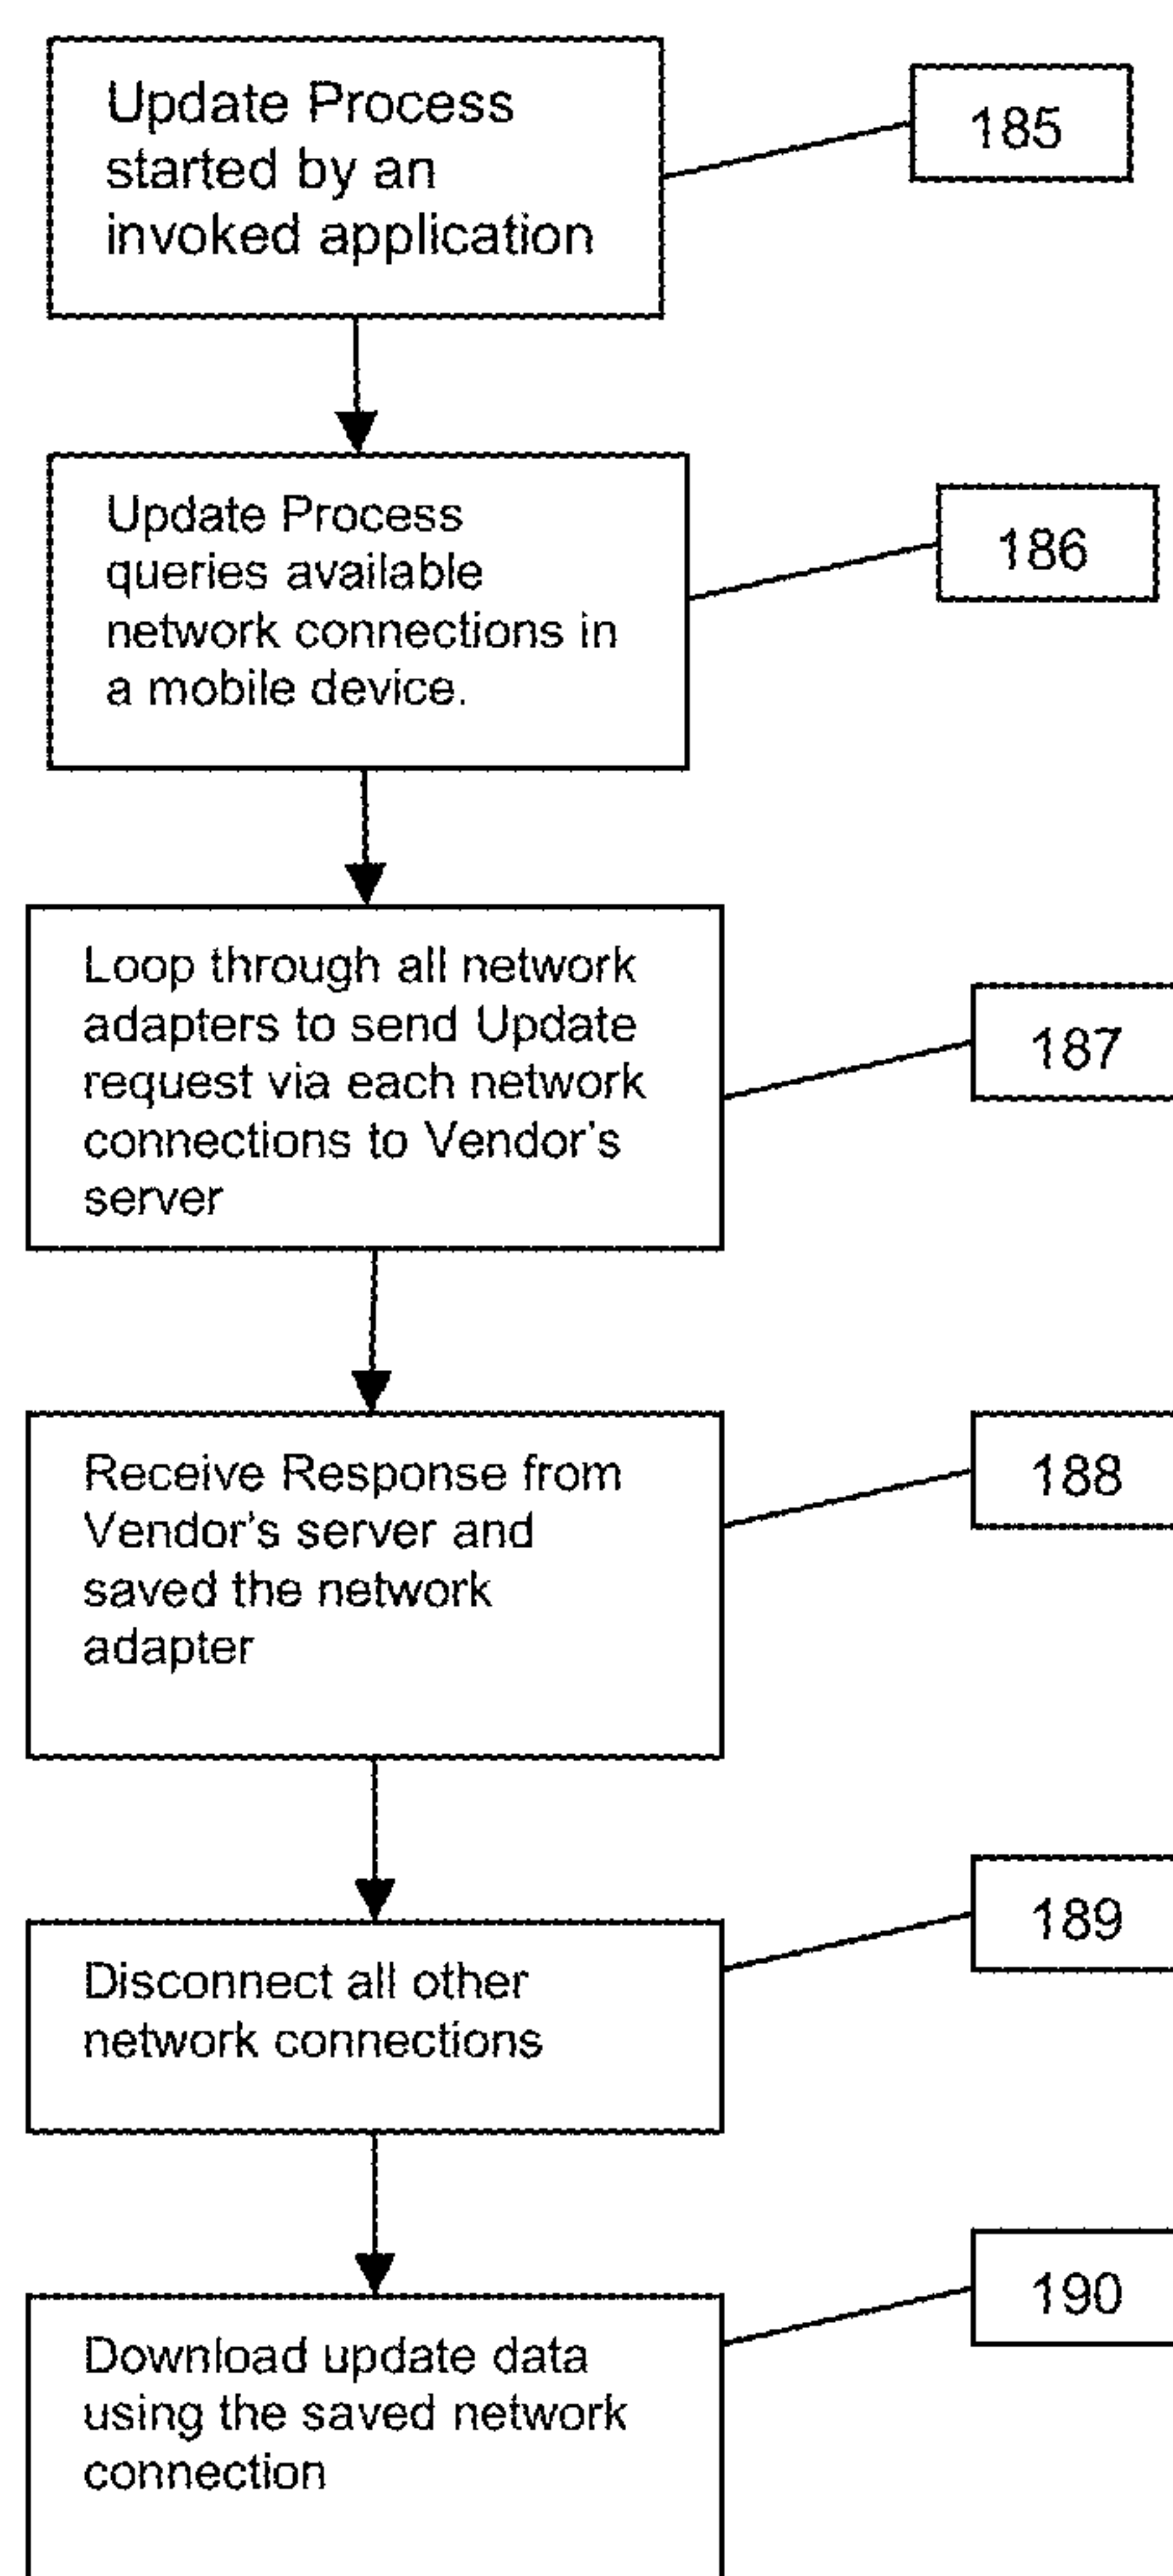 Update Process
started by an
invoked application
185
Update Process
queries available
network connections in
a mobile device.
186
Loop through all network
adapters to send Update
request via each network
connections to Vendor's
server
187
Receive Response from
Vendor's server and
saved the network
adapter
188
Disconnect all other
network connections
189
Download update data
using the saved network
connection
190